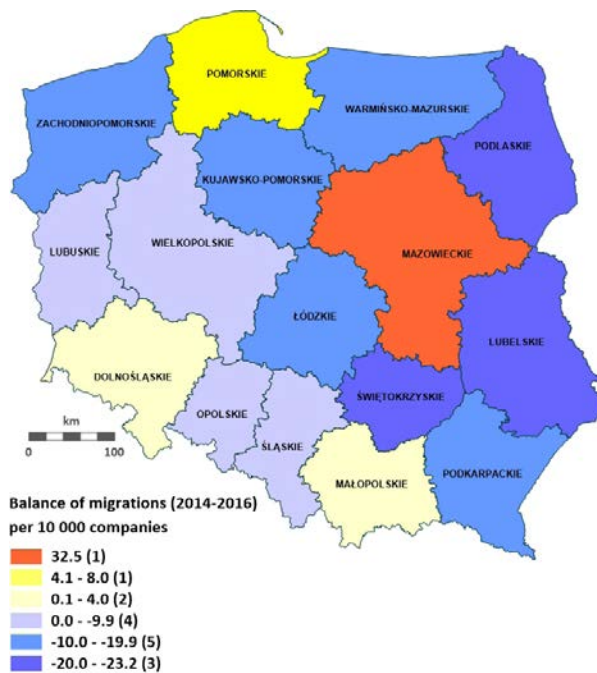 POMORSKIE
ZACHODNIOPOMORSKIE
WARMIŃSKO-MAZURSKIE
PODLASKIE
KUJAWSKO-POMORSKIE
LUBUSKIE
WIELKOPOLSKIE
MAZOWIECKIE
ŁÓDZKIE
LUBELSKIE
DOLNOŚLĄSKIE
OPOLSKIE
ŚWIĘTOKRZYSKIE
ŚLĄSKIE
MAŁOPOLSKIE
PODKARPACKIE
km
0 100
Balance of migrations (2014-2016)
per 10 000 companies
32.5 (1)
4.1 - 8.0 (1)
0.1 - 4.0 (2)
0.0 - -9.9 (4)
-10.0 - -19.9 (5)
-20.0 - -23.2 (3)